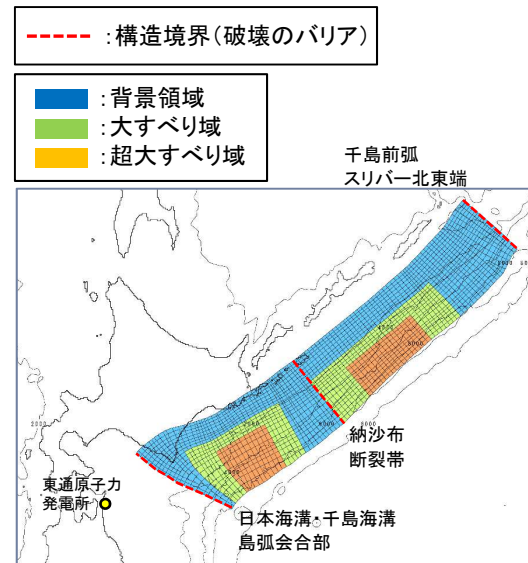 :構造境界(破壊のバリア)
:背景領域
:大すべり域
:超大すべり域
千島前弧
スリバー北東端
納沙布
断裂帯
東通原子力
発電所
日本海溝・千島海溝
島弧会合部